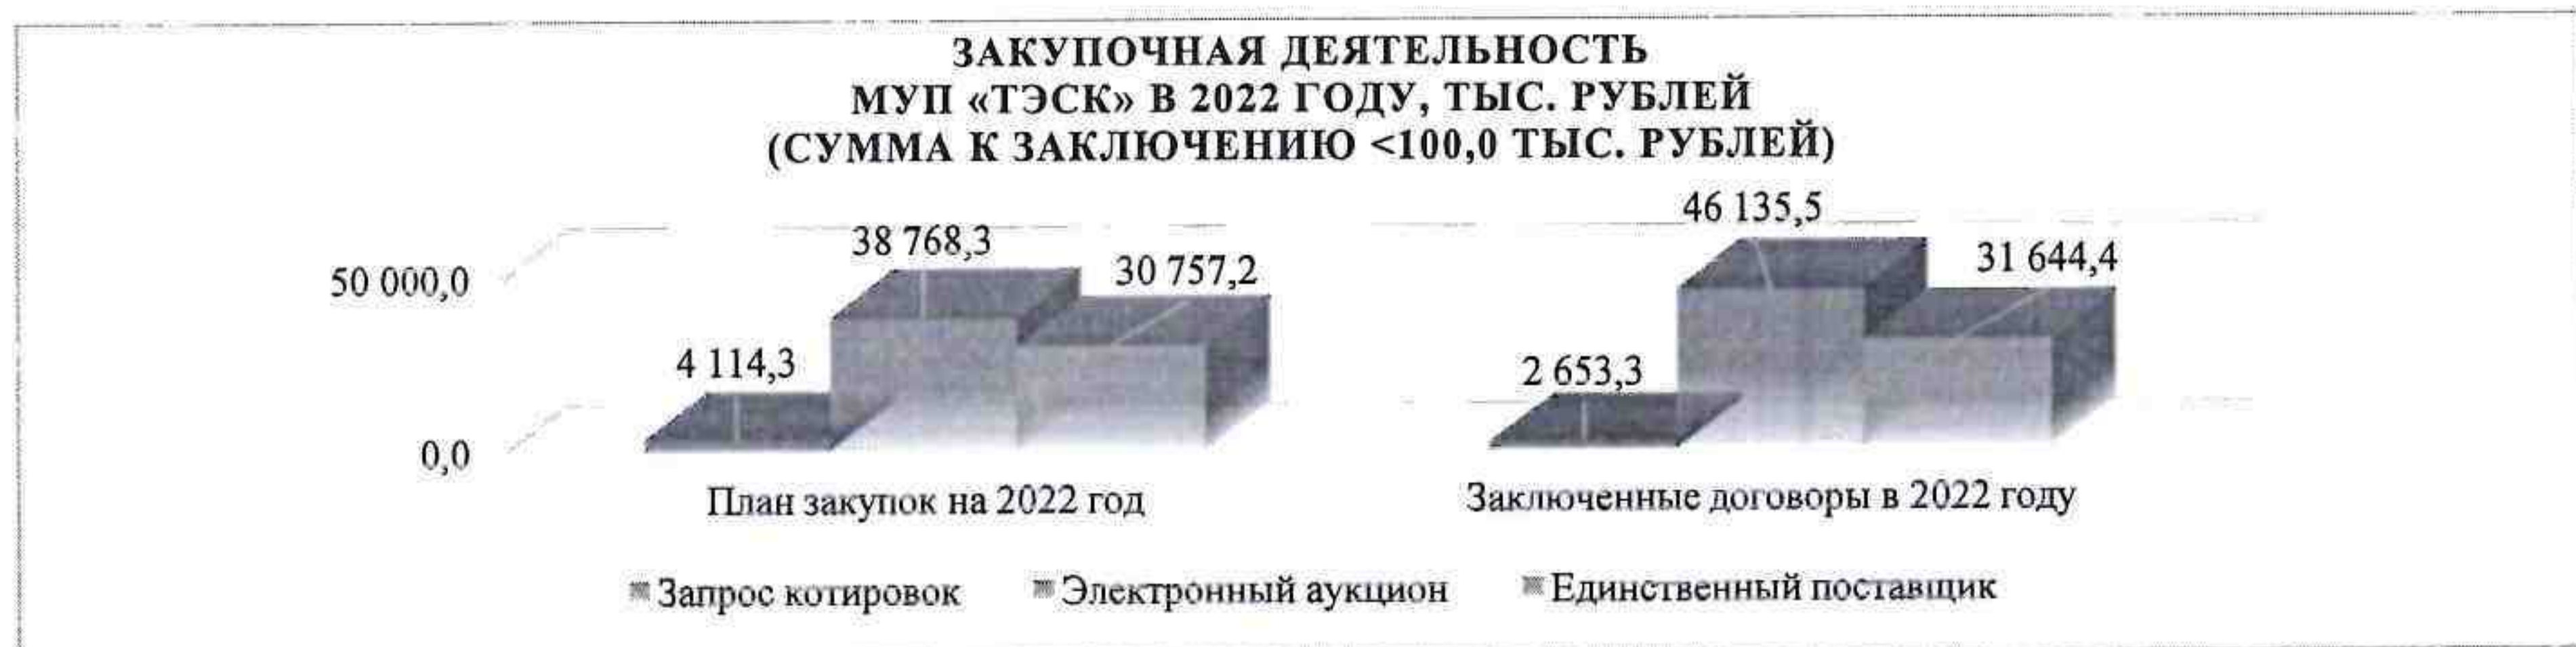 ЗАКУПОЧНАЯ ДЕЯТЕЛЬНОСТЬ
МУП «ТЭСК» В 2022 ГОДУ, ТЫС. РУБЛЕЙ
(СУММА К ЗАКЛЮЧЕНИЮ <100,0 ТЫС. РУБЛЕЙ)
50 000,0
0,0
4 114,3
38 768,3
30 757,2
2 653,3
46 135,5
31 644,4
План закупок на 2022 год
Заключенные договоры в 2022 году
Запрос котировок
Электронный аукцион
Единственный поставщик